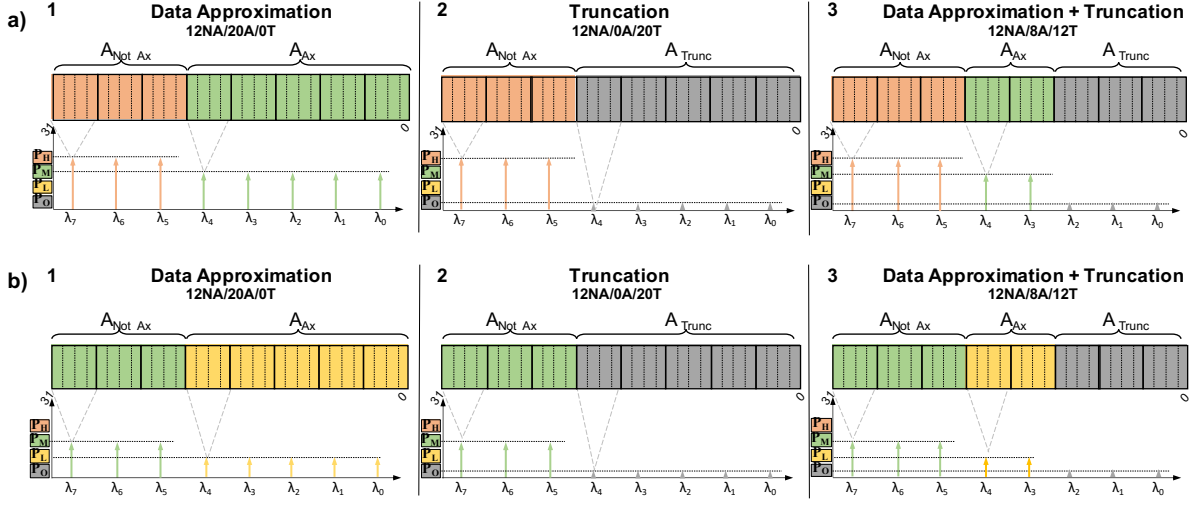 a)
1 Data Approximation
12NA/20A/0T
A Not Ax A Ax
31 0
P H
P M
P L
P O
λ7 λ6 λ5 λ4 λ3 λ2 λ1 λ0
2 Truncation
12NA/0A/20T
A Not Ax A Trunc
31 0
P H
P M
P L
P O
λ7 λ6 λ5 λ4 λ3 λ2 λ1 λ0
3 Data Approximation + Truncation
12NA/8A/12T
A Not Ax A Ax A Trunc
31 0
P H
P M
P L
P O
λ7 λ6 λ5 λ4 λ3 λ2 λ1 λ0
b)
1 Data Approximation
12NA/20A/0T
A Not Ax A Ax
31 0
P H
P M
P L
P O
λ7 λ6 λ5 λ4 λ3 λ2 λ1 λ0
2 Truncation
12NA/0A/20T
A Not Ax A Trunc
31 0
P H
P M
P L
P O
λ7 λ6 λ5 λ4 λ3 λ2 λ1 λ0
3 Data Approximation + Truncation
12NA/8A/12T
A Not Ax A Ax A Trunc
31 0
P H
P M
P L
P O
λ7 λ6 λ5 λ4 λ3 λ2 λ1 λ0